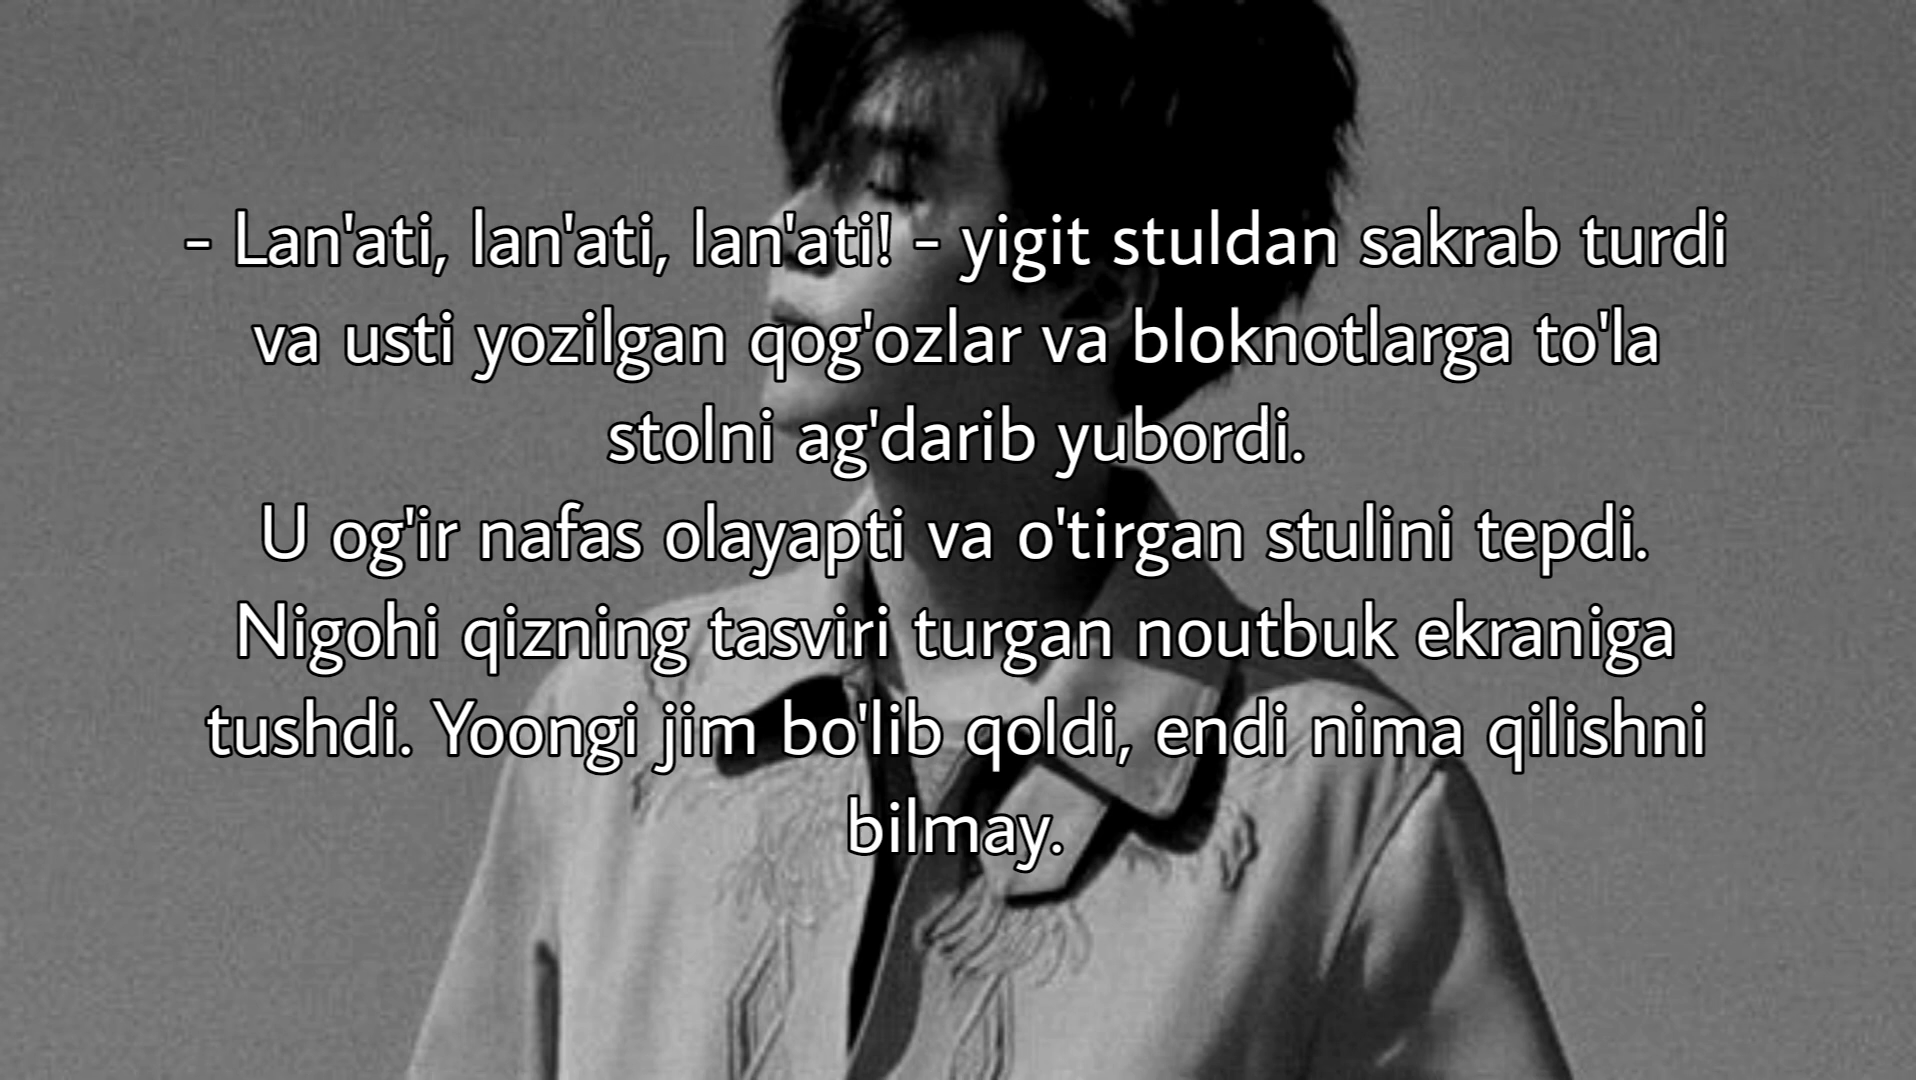 - Lan'ati, lan'ati, lan'ati! - yigit stuldan sakrab turdi
va usti yozilgan qog'ozlar va bloknotlarga to'la
stolni ag'darib yubordi.
U og'ir nafas olayapti va o'tirgan stulini tepdi.
Nigohi qizning tasviri turgan noutbuk ekraniga
tushdi. Yoongi jim bo'lib qoldi, endi nima qilishni
bilmay.